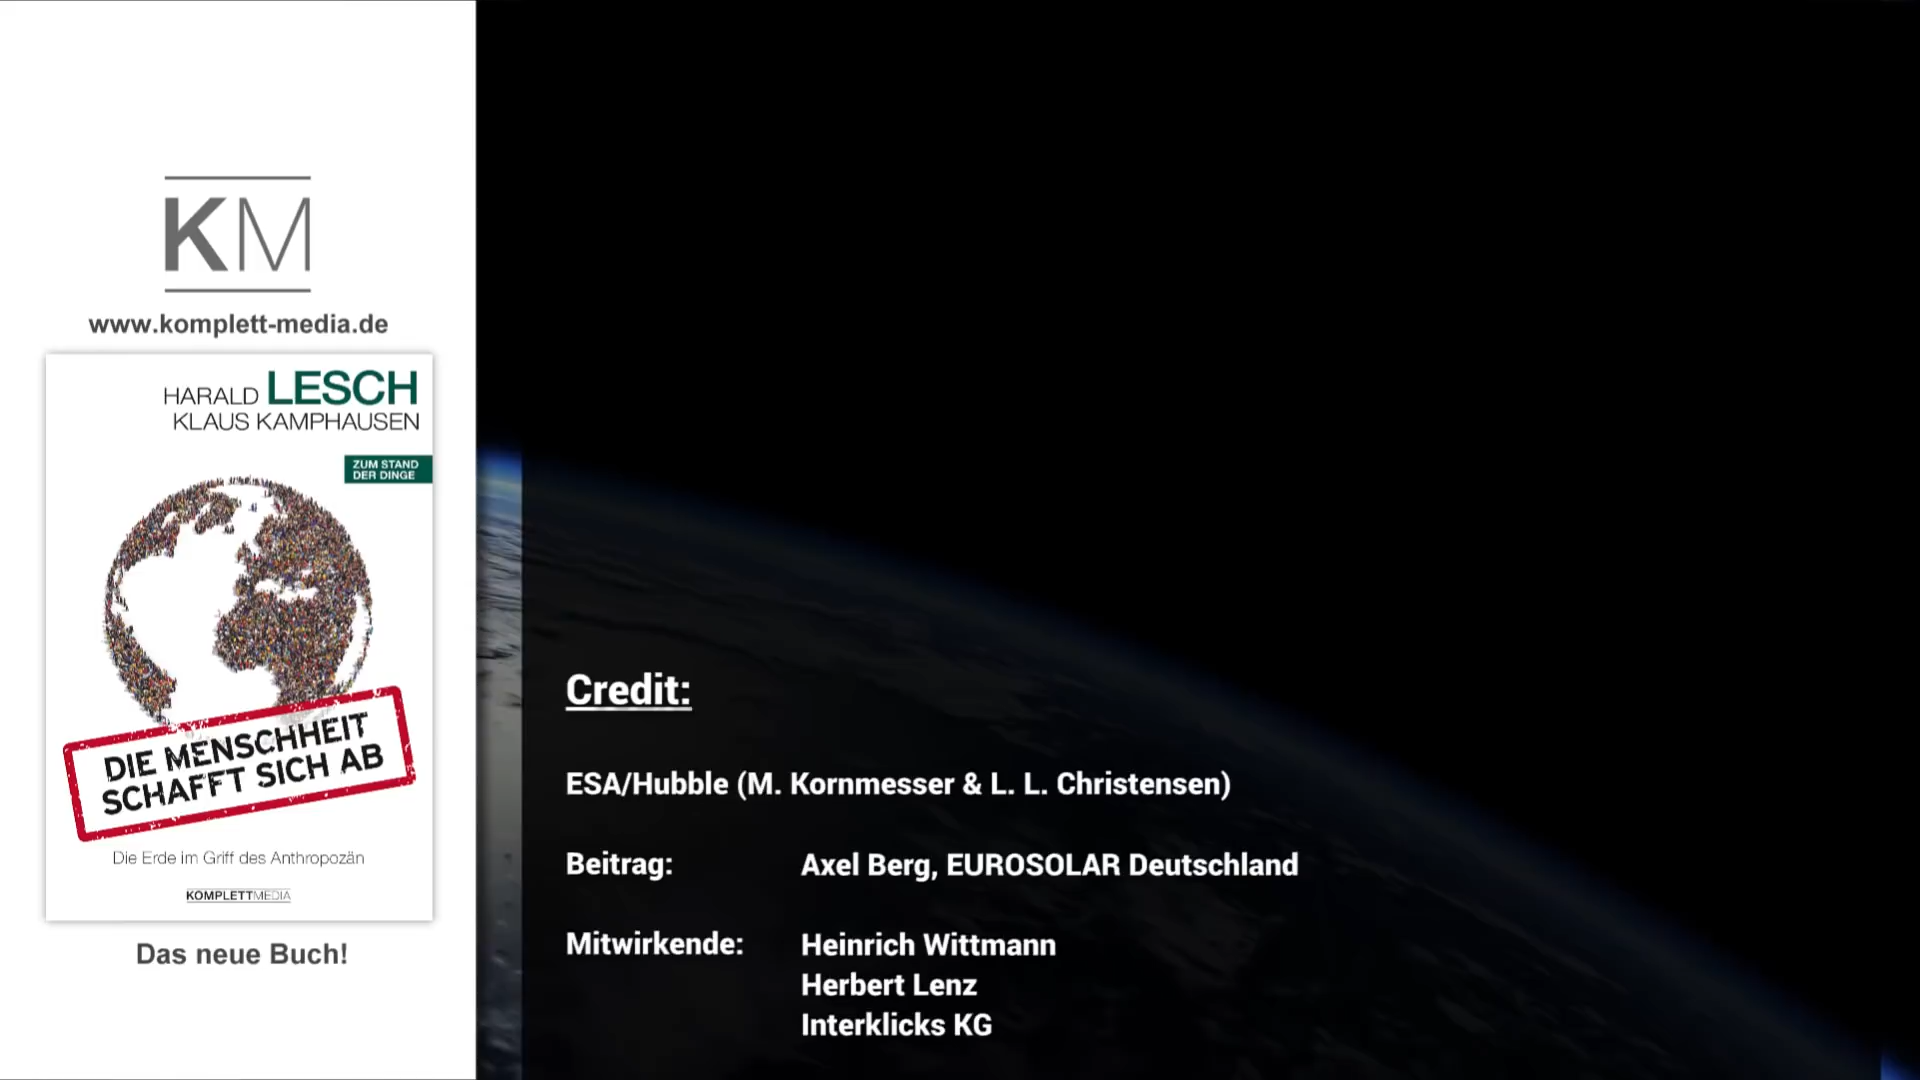 KM
www.komplett-media.de
HARALD LESCH
KLAUS KAMPHAUSEN
ZUM STAND
DER DINGE
DIE MENSCHHEIT
SCHAFFT SICH AB
Die Erde im Griff des Anthropozän
KOMPLETTMEDIA
Das neue Buch!
Credit:
ESA/Hubble (M. Kornmesser & L. L. Christensen)
Beitrag: Axel Berg, EUROSOLAR Deutschland
Mitwirkende: Heinrich Wittmann
Herbert Lenz
Interklicks KG